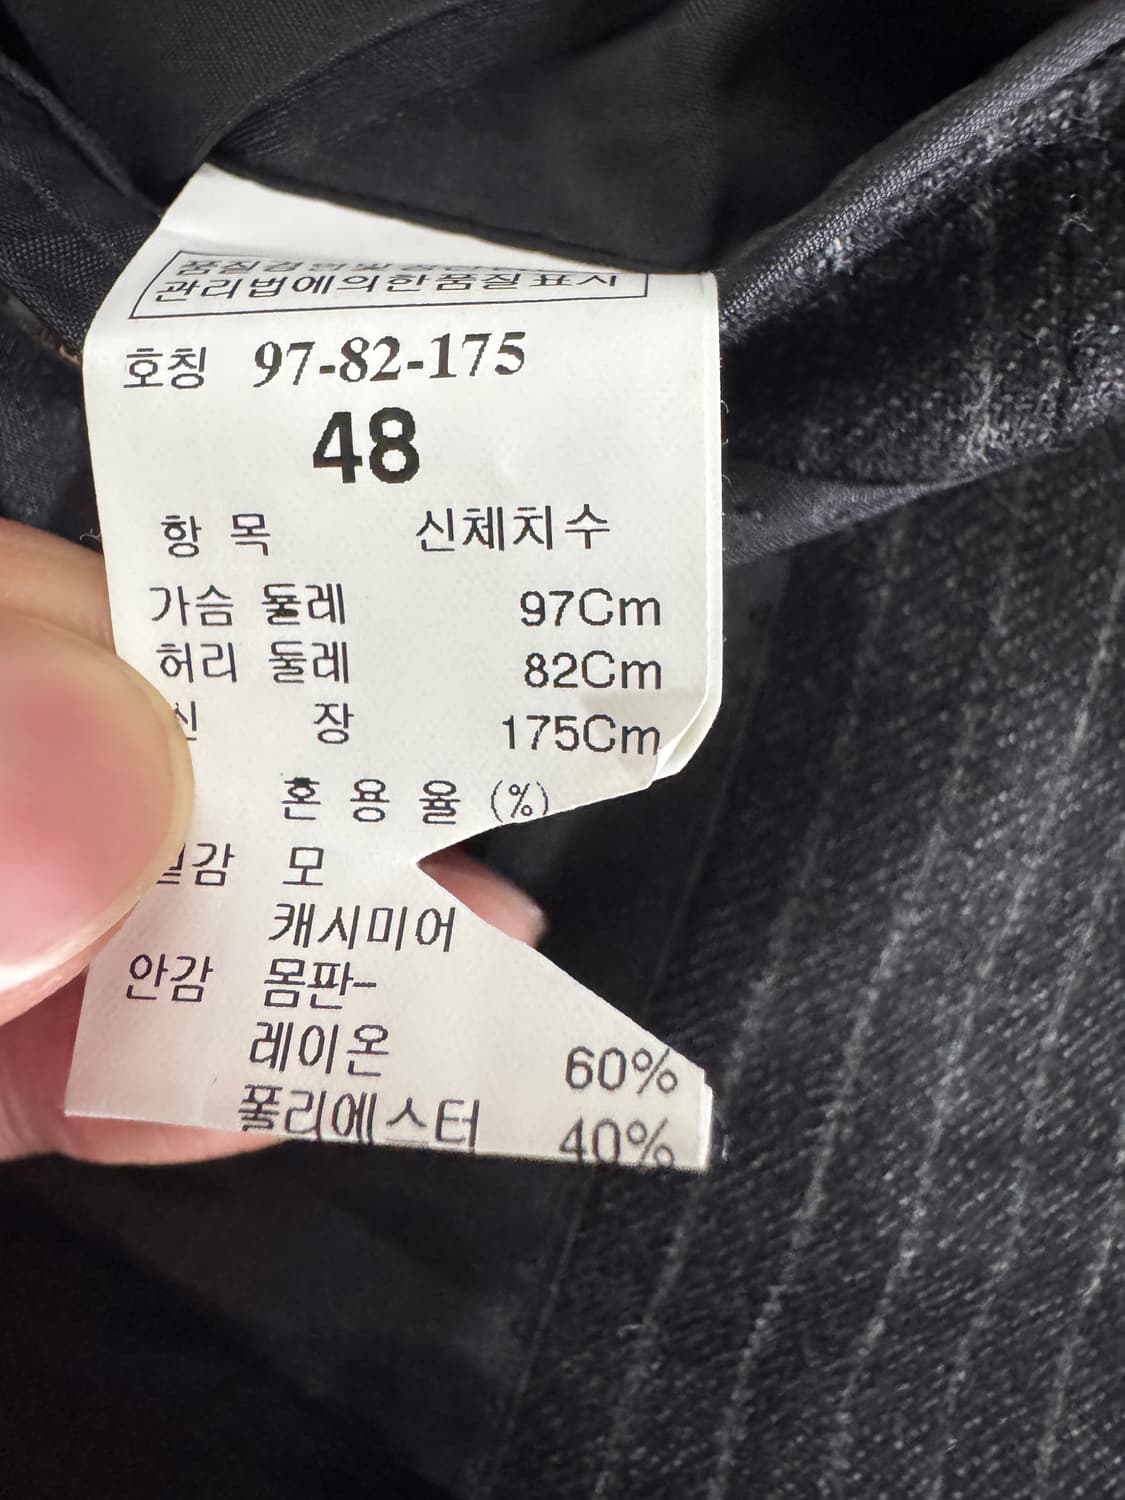 관리법에의한품질표시
호칭 97-82-175
48
항 목 신체치수
가슴 둘레 97Cm
허리 둘레 82Cm
신 장 175Cm
혼 용 율 (%)
감 모
캐시미어
안감 몸판-
레이온 60%
폴리에스터 40%